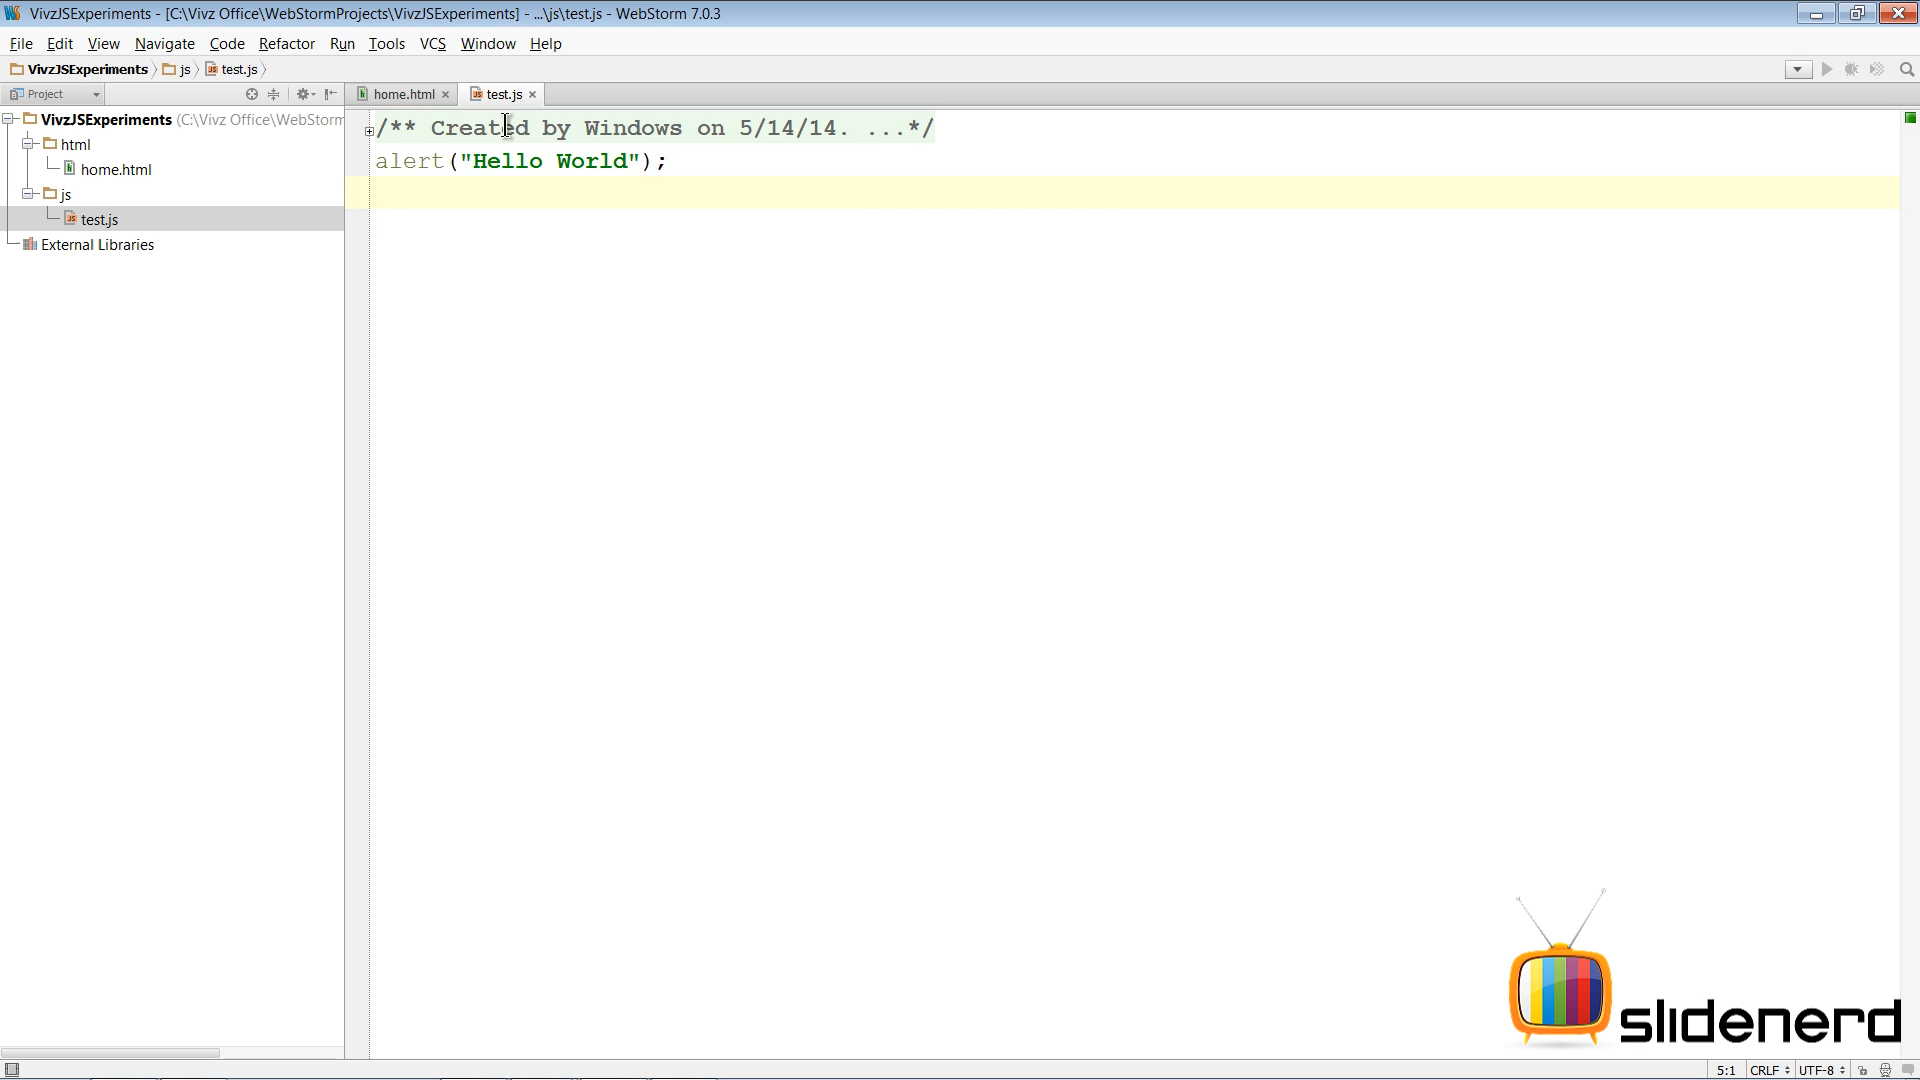 VivzJSExperiments - [C:\Vivz Office\WebStormProjects\VivzJSExperiments] - ...\js\test.js - WebStorm 7.0.3
File Edit View Navigate Code Refactor Run Tools VCS Window Help
VivzJSExperiments js test.js
Project home.html test.js
VivzJSExperiments (C:\Vivz Office\WebStorm
html
home.html
js
test.js
External Libraries
/** Created by Windows on 5/14/14. ...*/
alert("Hello World");
slidenerd
5:1 CRLF UTF-8